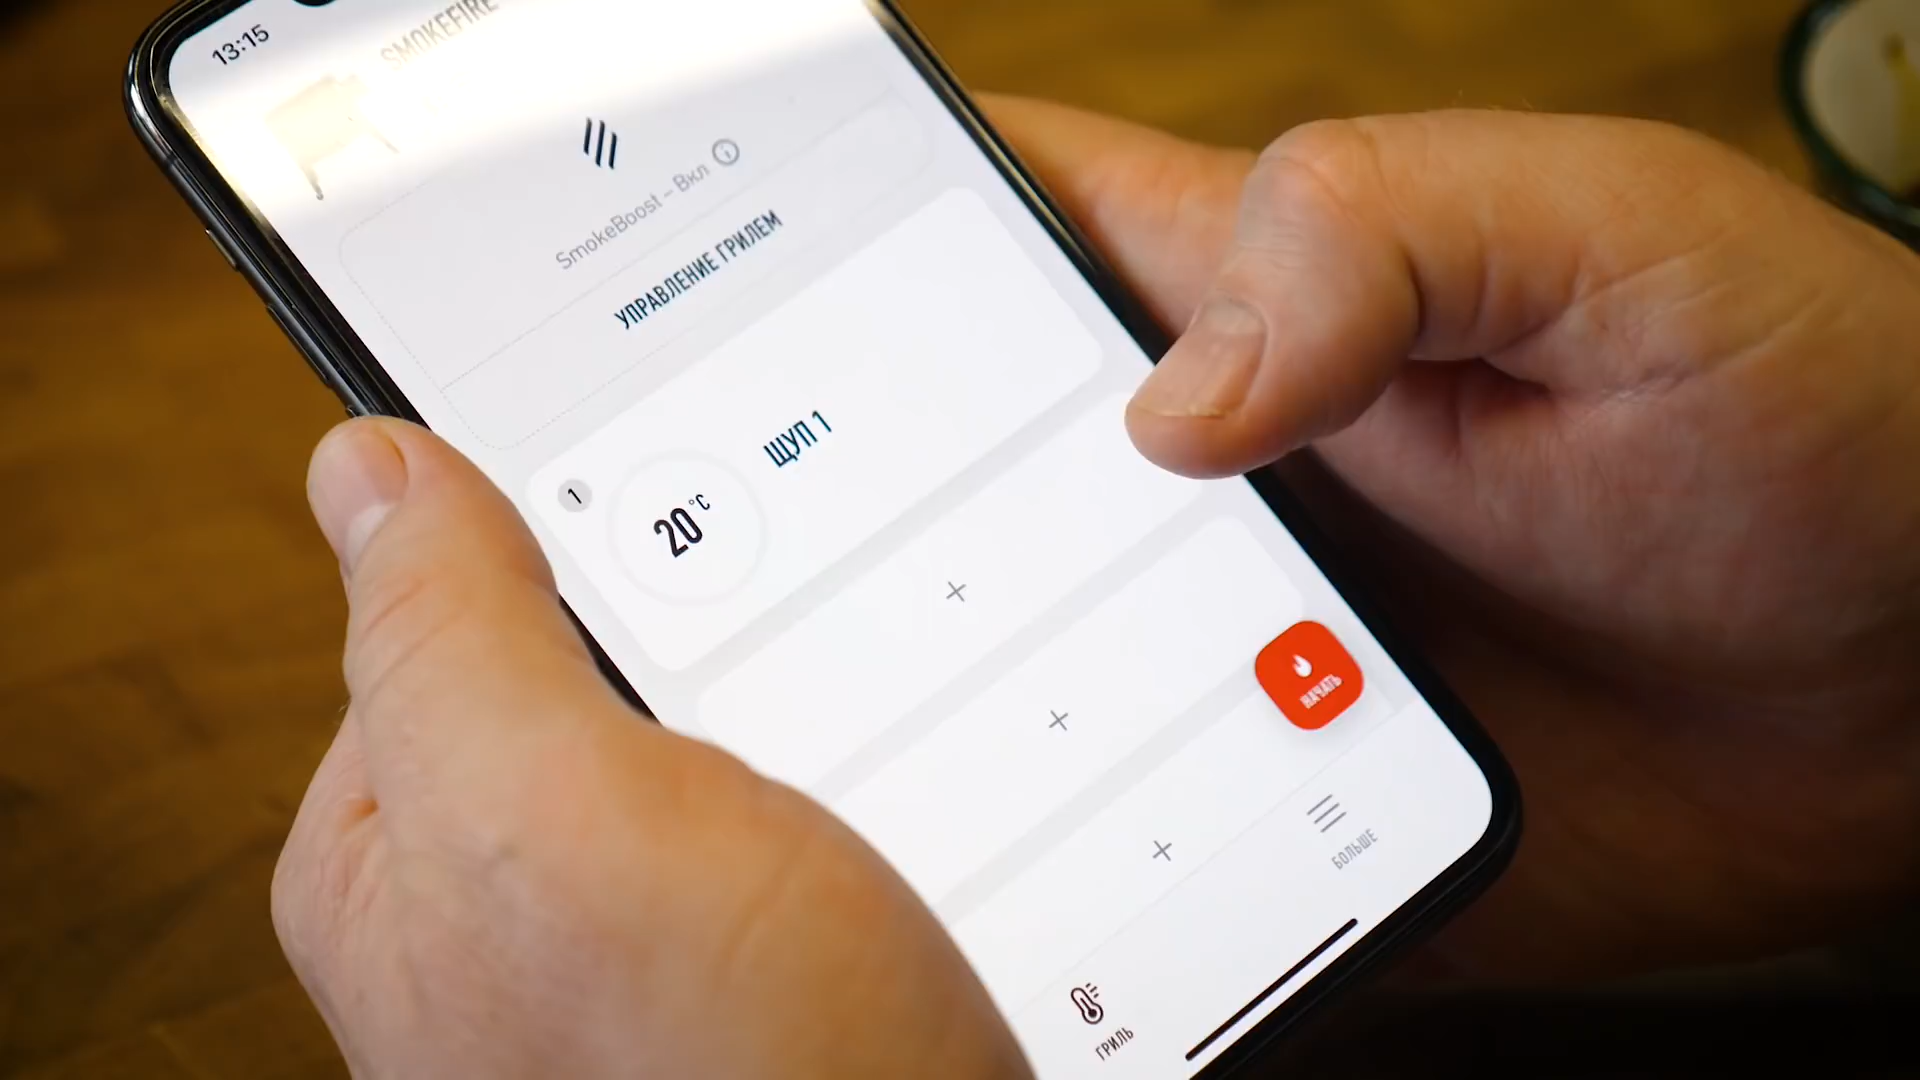 13:15
SMOKEFIRE
SmokeBoost – Вкл
УПРАВЛЕНИЕ ГРИЛЕМ
ЩУП 1
1
20°C
НАЧАТЬ
БОЛЬШЕ
ГРИЛЬ